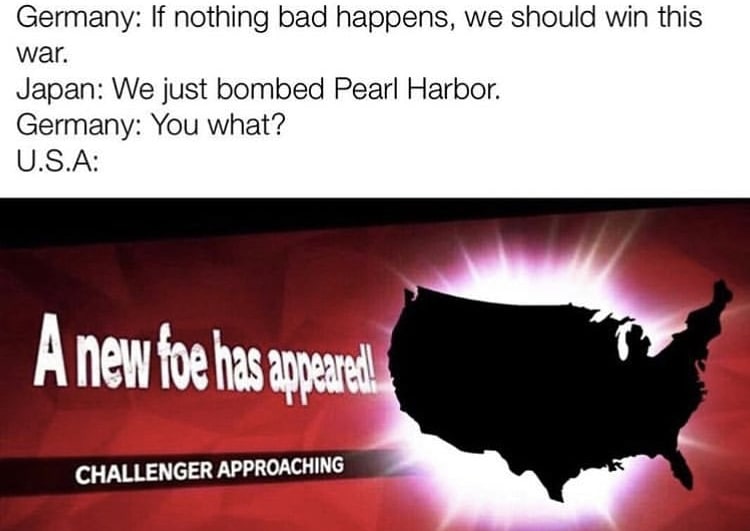 Germany: If nothing bad happens, we should win this
war.
Japan: We just bombed Pearl Harbor.
Germany: You what?
U.S.A:
A new foe has appeared!
CHALLENGER APPROACHING